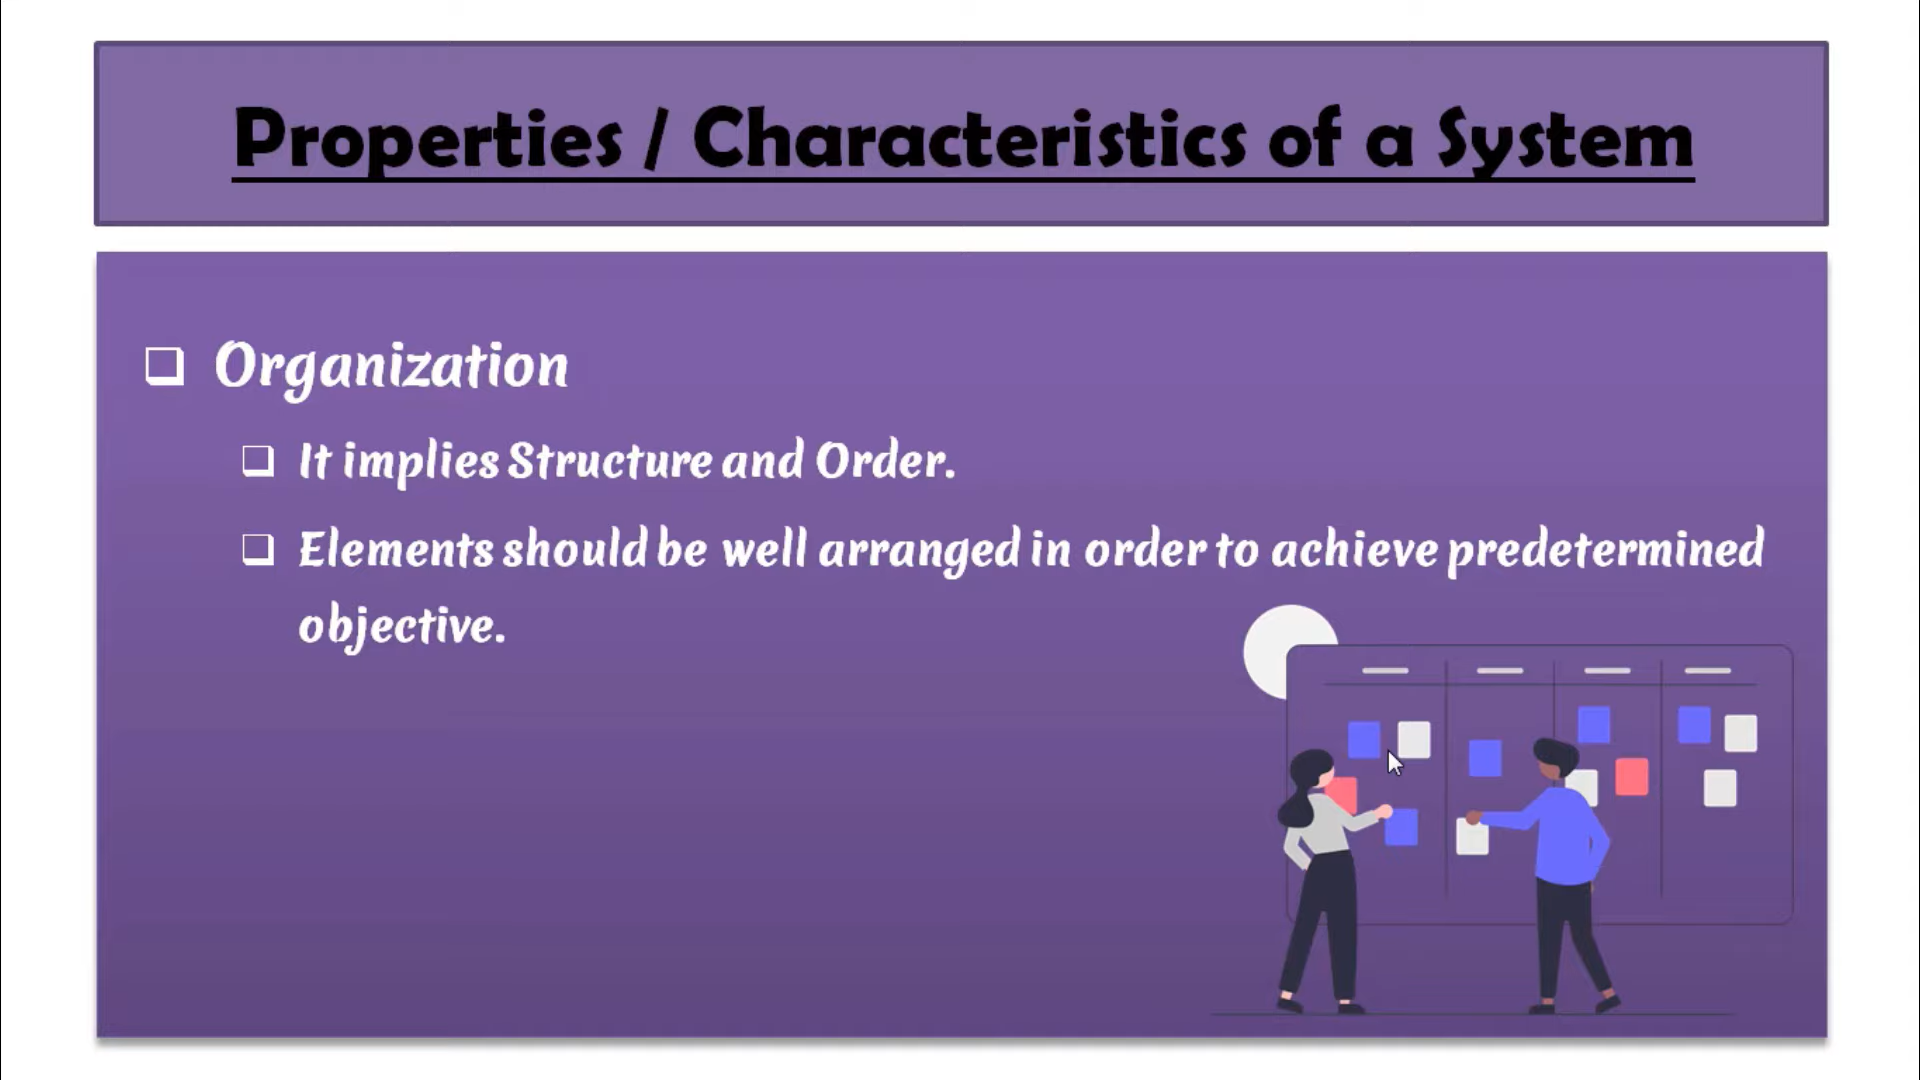 Properties / Characteristics of a System
Organization
It implies Structure and Order.
Elements should be well arranged in order to achieve predetermined
objective.